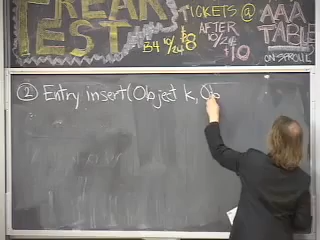 FREAK
TEST
TICKETS @
B4 10/24 $8
AFTER
10/24
$10
AAA
TABLE
ON SPROUL
② Entry insert(Object k, Ob